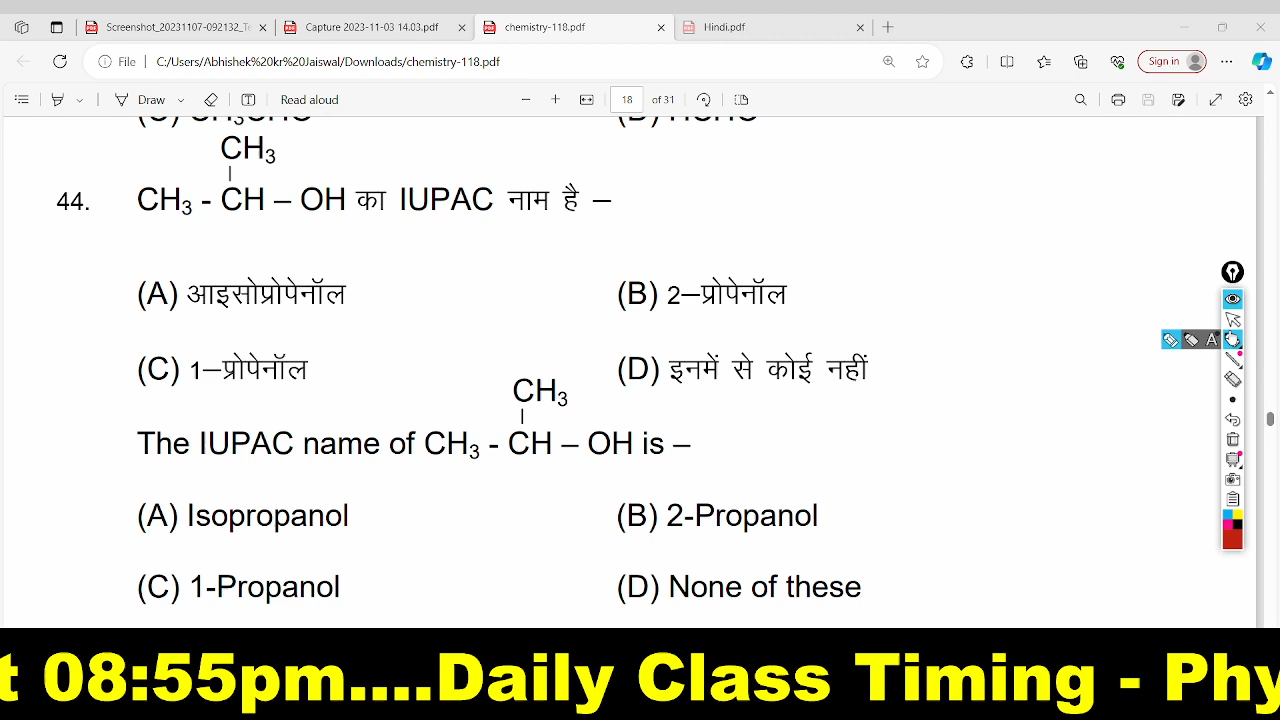 Screenshot_20231107-092132_Te
Capture 2023-11-03 14.03.pdf
chemistry-118.pdf
Hindi.pdf
File
C:/Users/Abhishek%20kr%20Jaiswal/Downloads/chemistry-118.pdf
Sign in
Draw
Read aloud
18 of 31
CH₃
44. CH₃ - CH – OH का IUPAC नाम है –
(A) आइसोप्रोपेनॉल (B) 2–प्रोपेनॉल
(C) 1–प्रोपेनॉल (D) इनमें से कोई नहीं
CH₃
The IUPAC name of CH₃ - CH – OH is –
(A) Isopropanol (B) 2-Propanol
(C) 1-Propanol (D) None of these
t 08:55pm....Daily Class Timing - Phy